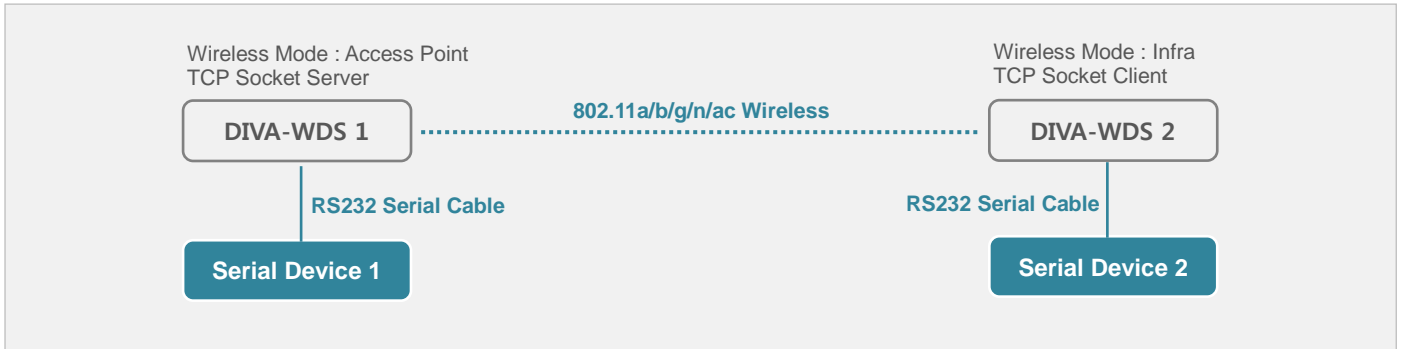 Wireless Mode : Access Point
TCP Socket Server
Wireless Mode : Infra
TCP Socket Client
802.11a/b/g/n/ac Wireless
DIVA-WDS 1
DIVA-WDS 2
RS232 Serial Cable
RS232 Serial Cable
Serial Device 1
Serial Device 2